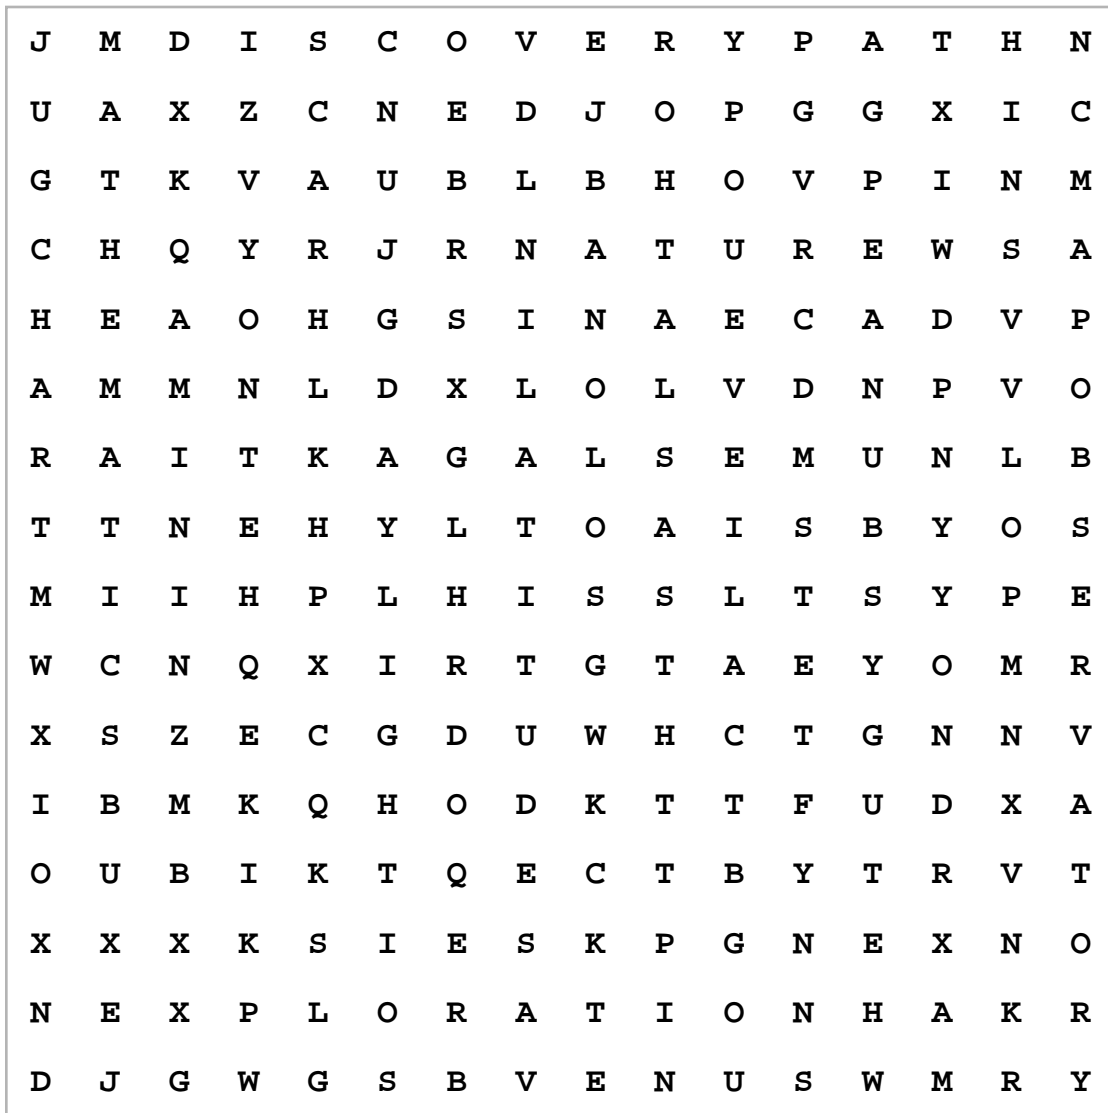 J M D I S C O V E R Y P A T H N
U A X Z C N E D J O P G G X I C
G T K V A U B L B H O V P I N M
C H Q Y R J R N A T U R E W S A
H E A O H G S I N A E C A D V P
A M M N L D X L O L V D N P V O
R A I T K A G A L S E M U N L B
T T N E H Y L T O A I S B Y O S
M I I H P L H I S S L T S Y P E
W C N Q X I R T G T A E Y O M R
X S Z E C G D U W H C T G N N V
I B M K Q H O D K T T F U D X A
O U B I K T Q E C T B Y T R V T
X X X K S I E S K P G N E X N O
N E X P L O R A T I O N H A K R
D J G W G S B V E N U S W M R Y